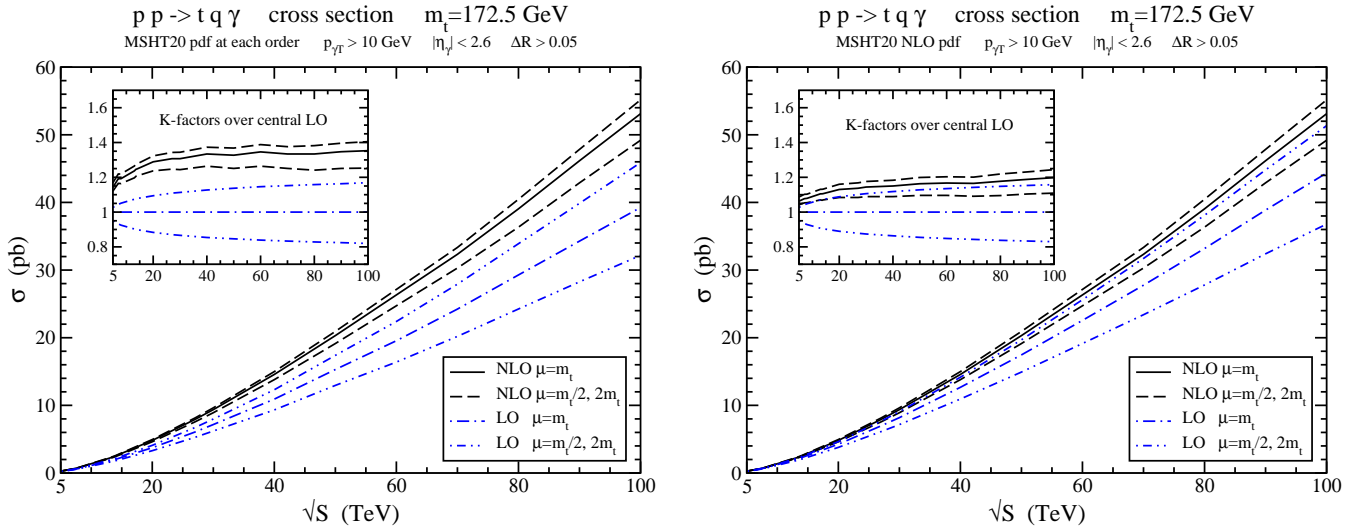 p p -> t q γ cross section m_t=172.5 GeV
MSHT20 pdf at each order p_γT > 10 GeV |η_γ| < 2.6 ΔR > 0.05
60
50
40
30
20
10
0
σ (pb)
1.6
1.4
1.2
1
0.8
K-factors over central LO
5 20 40 60 80 100
NLO μ=m_t
NLO μ=m_t/2, 2m_t
LO μ=m_t
LO μ=m_t/2, 2m_t
5 20 40 60 80 100
√S (TeV)
p p -> t q γ cross section m_t=172.5 GeV
MSHT20 NLO pdf p_γT > 10 GeV |η_γ| < 2.6 ΔR > 0.05
60
50
40
30
20
10
0
σ (pb)
1.6
1.4
1.2
1
0.8
K-factors over central LO
5 20 40 60 80 100
NLO μ=m_t
NLO μ=m_t/2, 2m_t
LO μ=m_t
LO μ=m_t/2, 2m_t
5 20 40 60 80 100
√S (TeV)